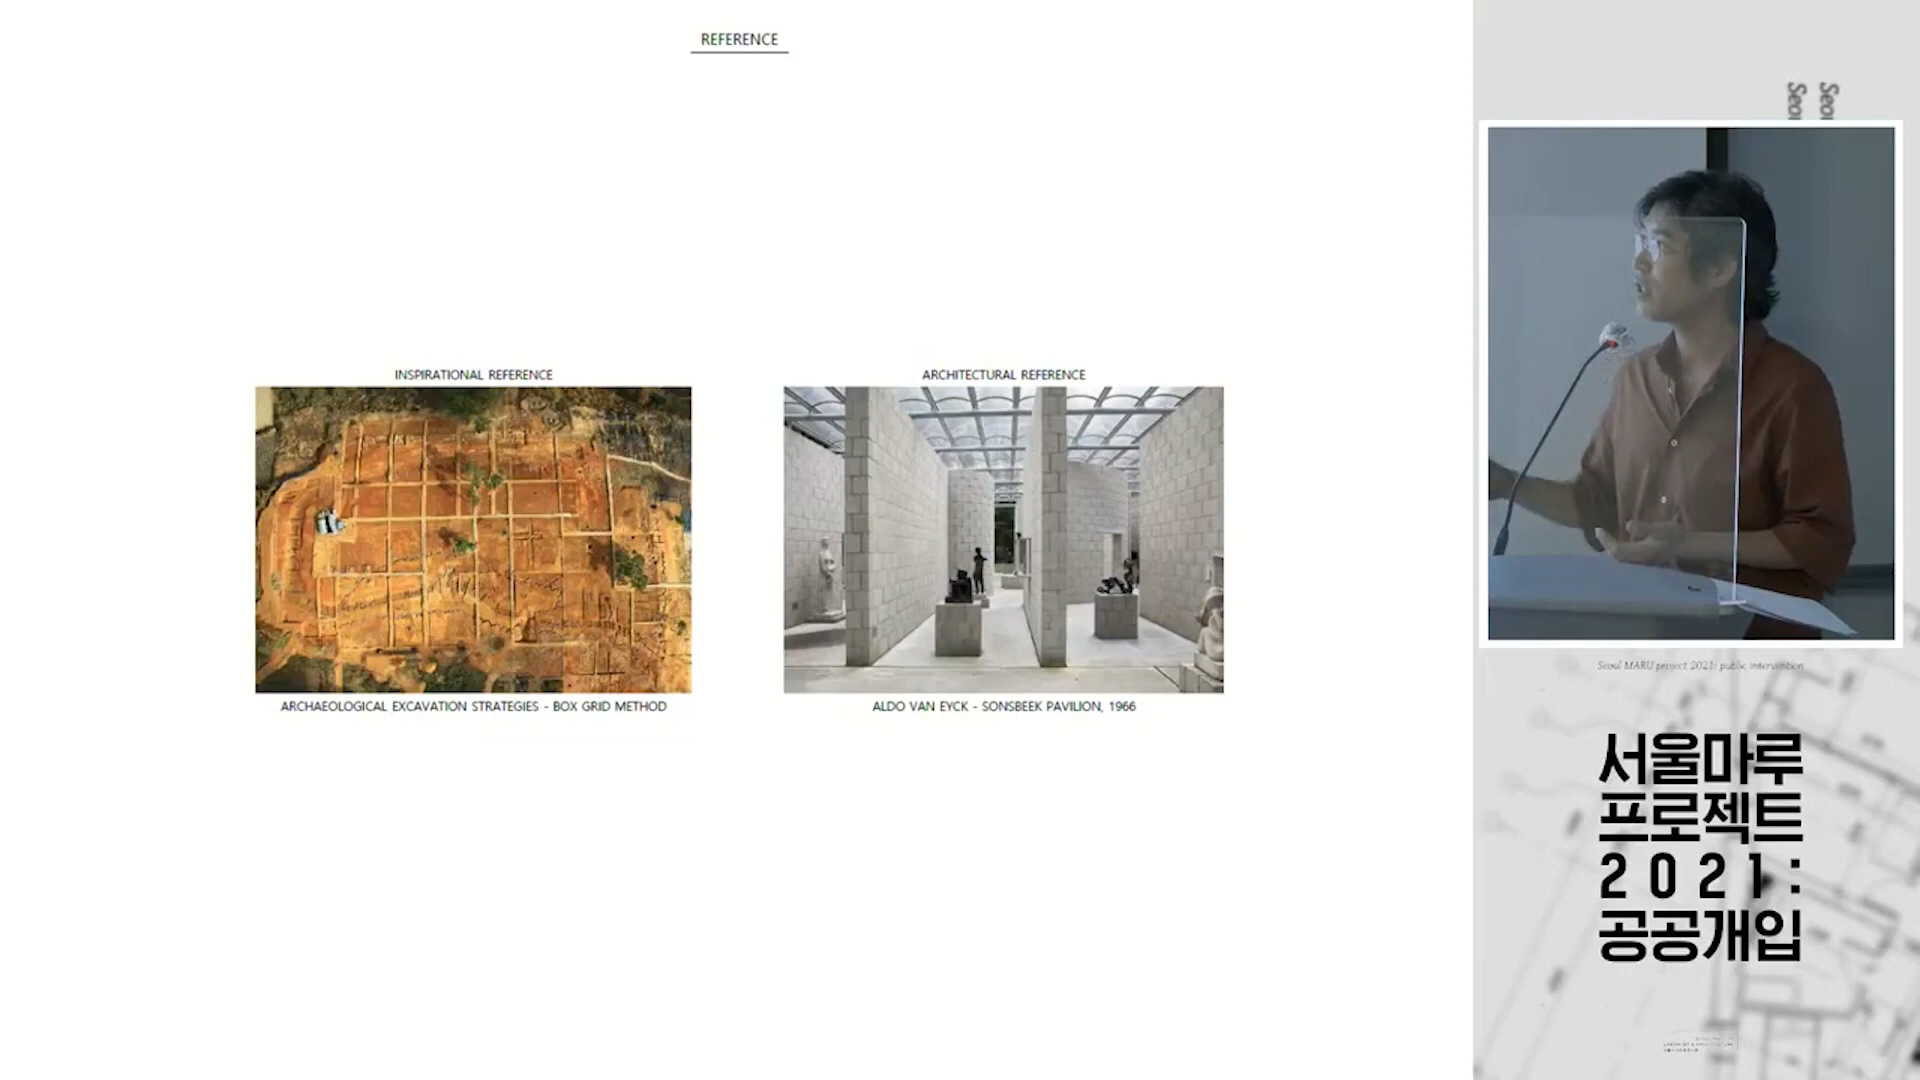 REFERENCE
INSPIRATIONAL REFERENCE
ARCHITECTURAL REFERENCE
ARCHAEOLOGICAL EXCAVATION STRATEGIES - BOX GRID METHOD
ALDO VAN EYCK - SONSBEEK PAVILION, 1966
Seoul MARU project 2021: public intervention
서울마루
프로젝트
2021:
공공개입